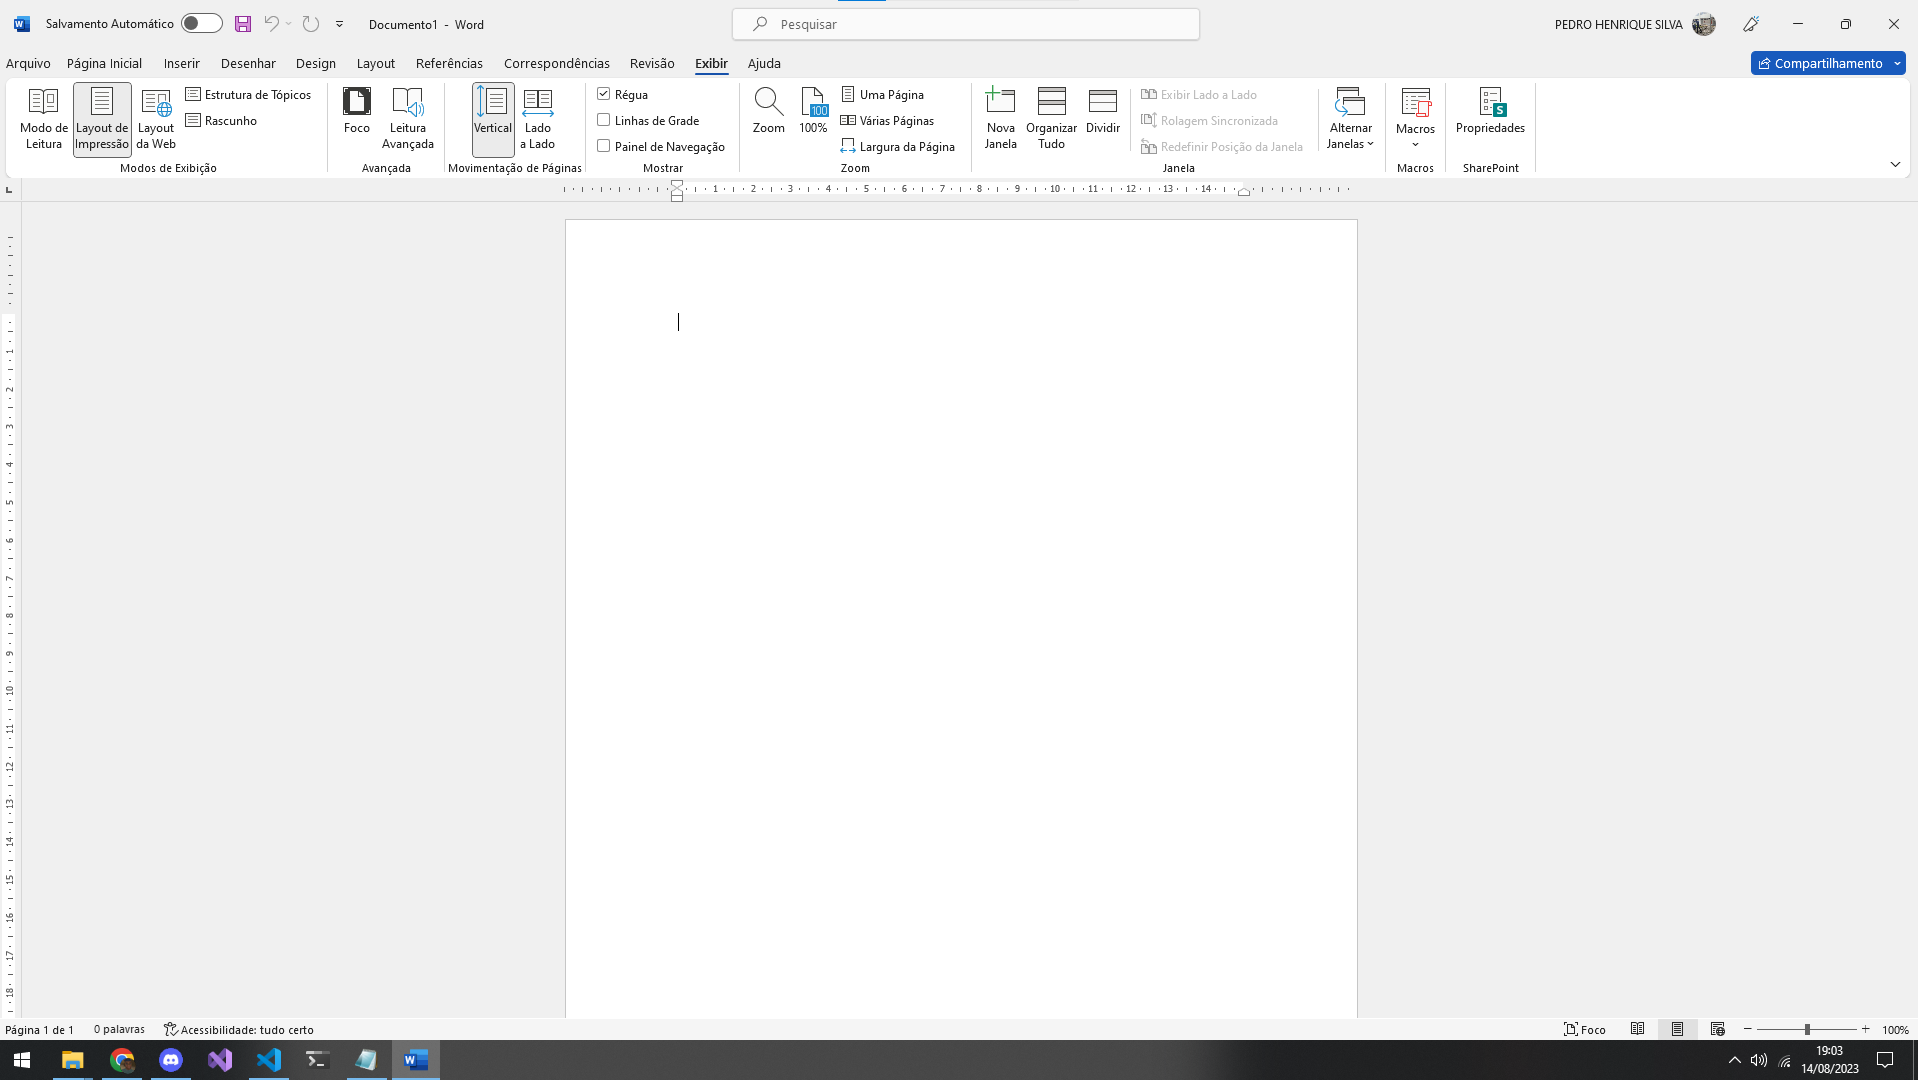 Salvamento Automático
Documento1 - Word
Pesquisar
PEDRO HENRIQUE SILVA
Arquivo Página Inicial Inserir Desenhar Design Layout Referências Correspondências Revisão Exibir Ajuda
Compartilhamento
Modo de
Leitura
Layout de
Impressão
Layout
da Web
Estrutura de Tópicos
Rascunho
Modos de Exibição
Foco
Leitura
Avançada
Avançada
Vertical
Lado
a Lado
Movimentação de Páginas
Régua
Linhas de Grade
Painel de Navegação
Mostrar
Zoom
100
100%
Uma Página
Várias Páginas
Largura da Página
Zoom
Nova
Janela
Organizar
Tudo
Dividir
Exibir Lado a Lado
Rolagem Sincronizada
Redefinir Posição da Janela
Alternar
Janelas
Janela
Macros
Macros
S
Propriedades
SharePoint
1 2 3 4 5 6 7 8 9 10 11 12 13 14
1
2
3
4
5
6
7
8
9
10
11
12
13
14
15
16
17
18
Página 1 de 1 0 palavras Acessibilidade: tudo certo
Foco
100%
19:03
14/08/2023